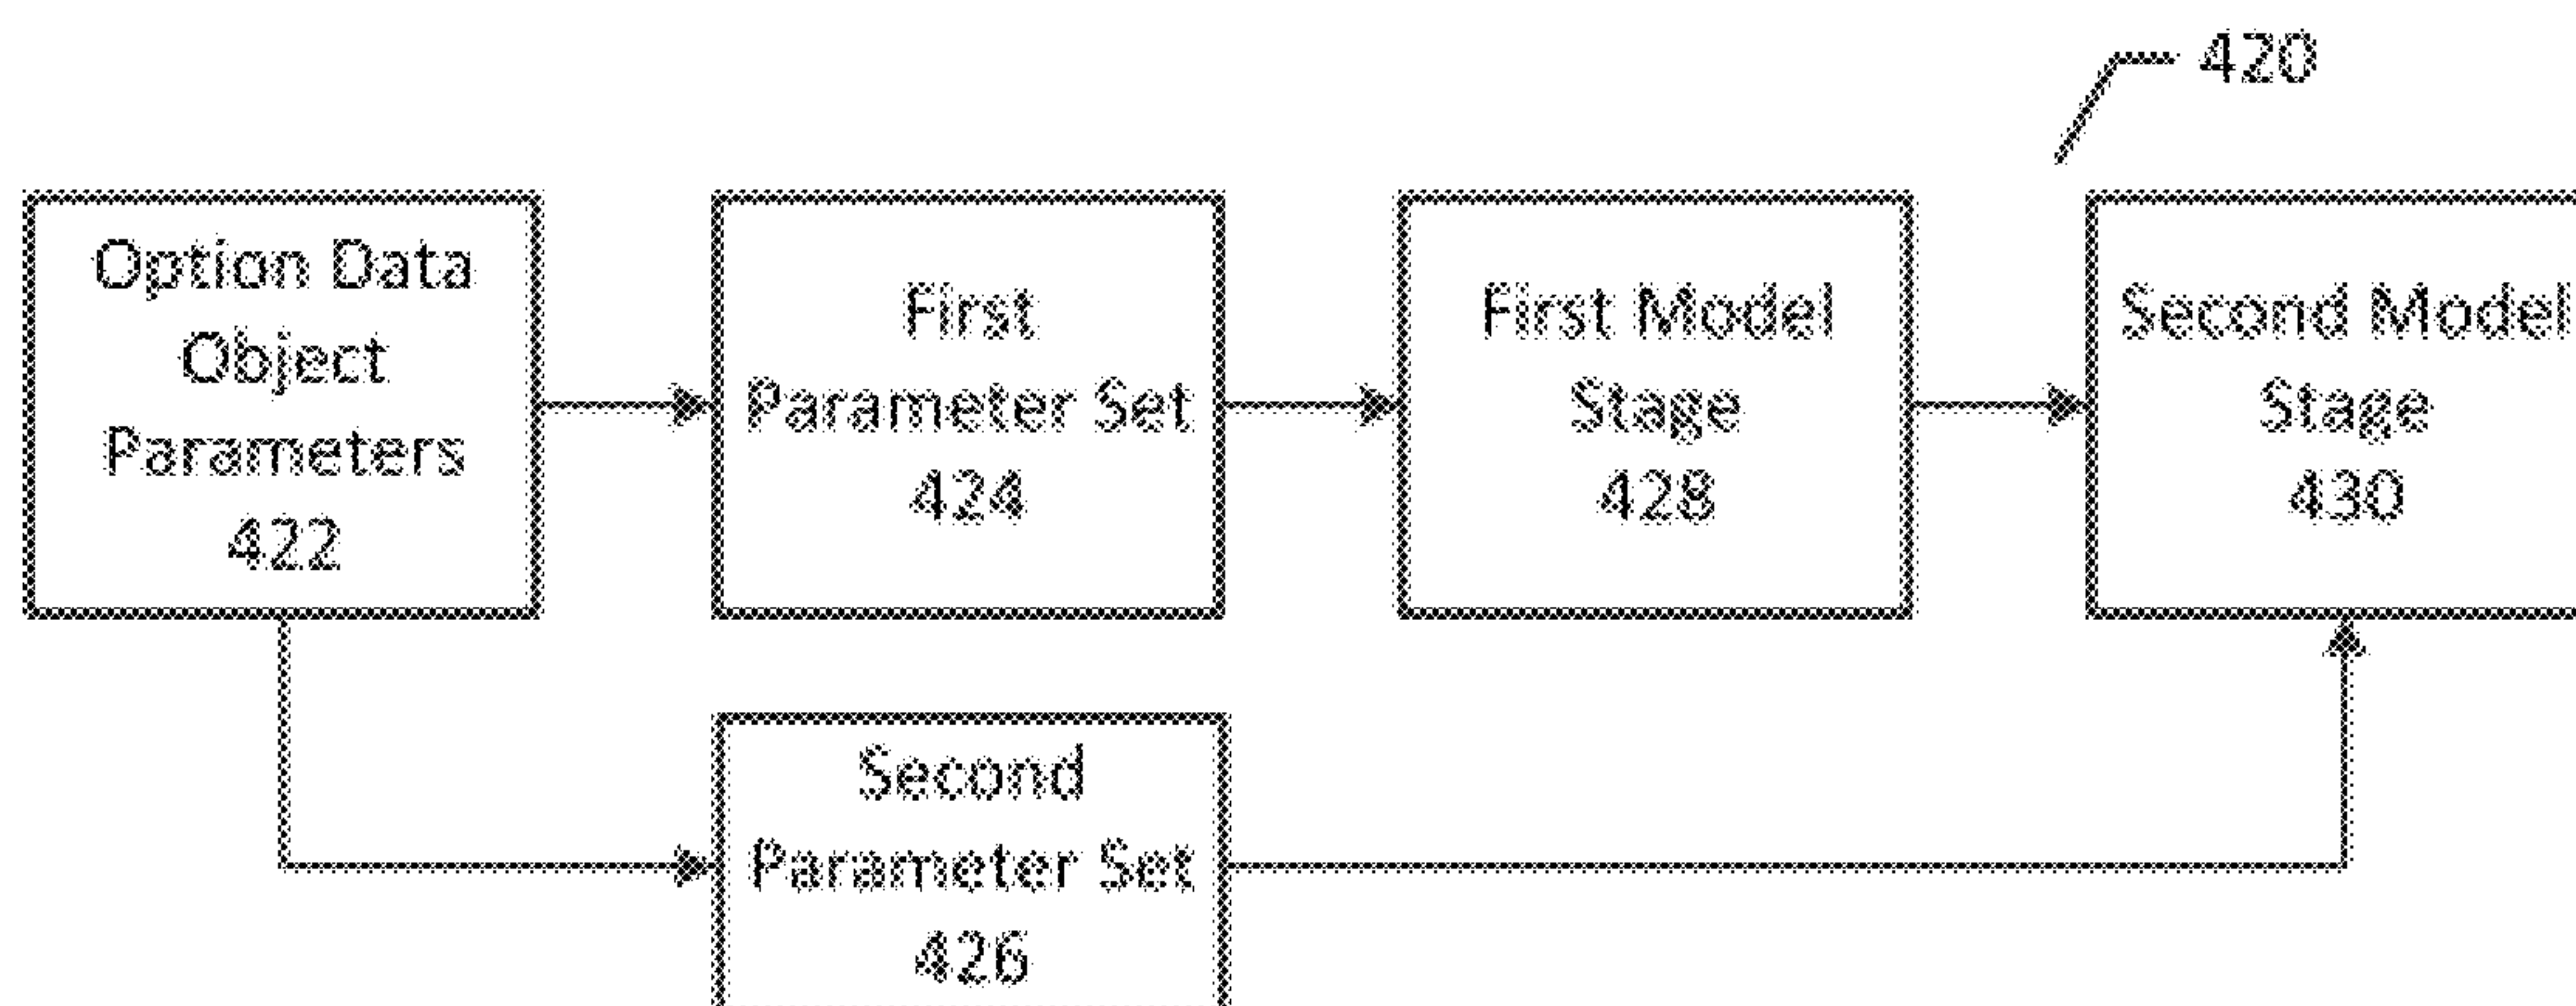 420
Option Data
Object
Parameters
422
First
Parameter Set
424
First Model
Stage
428
Second Model
Stage
430
Second
Parameter Set
426